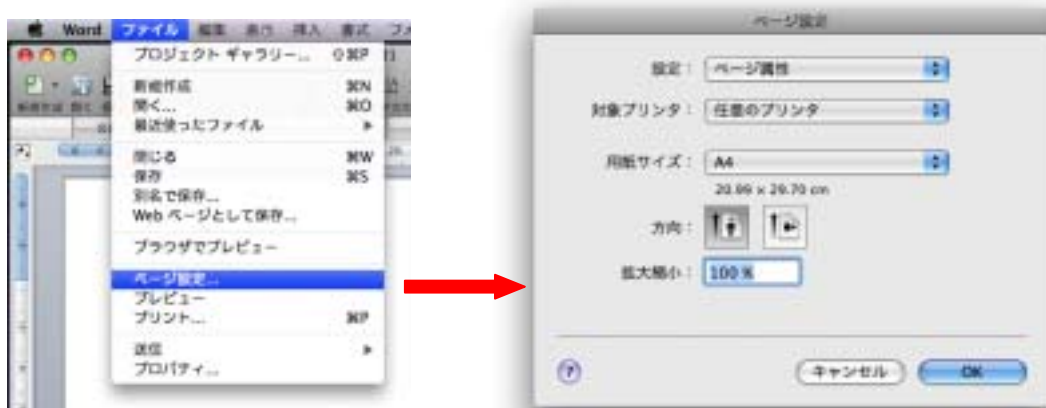 Word ファイル 編集 表示 挿入 書式
プロジェクト ギャラリー... ⇧⌘P
新規作成 ⌘N
開く... ⌘O
最近使ったファイル ▶
閉じる ⌘W
保存 ⌘S
別名で保存...
Web ページとして保存...
ブラウザでプレビュー
ページ設定...
プレビュー
プリント... ⌘P
送信 ▶
プロパティ...
ページ設定
設定： ページ属性
対象プリンタ： 任意のプリンタ
用紙サイズ： A4
20.99 x 29.70 cm
方向：
拡大縮小： 100 %
? キャンセル OK